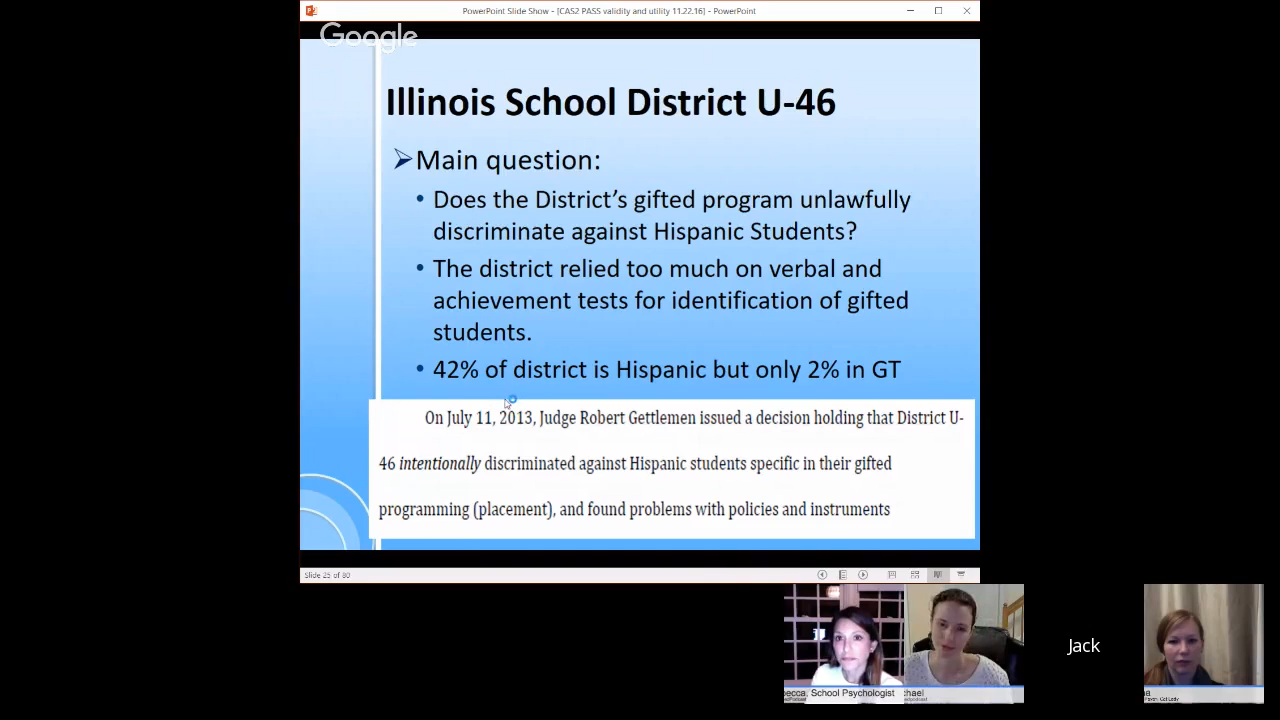 PowerPoint Slide Show - [CAS2 PASS validity and utility 11.22.16] - PowerPoint
Google
Illinois School District U-46
Main question:
Does the District's gifted program unlawfully
discriminate against Hispanic Students?
The district relied too much on verbal and
achievement tests for identification of gifted
students.
42% of district is Hispanic but only 2% in GT
On July 11, 2013, Judge Robert Gettlemen issued a decision holding that District U-
46 intentionally discriminated against Hispanic students specific in their gifted
programming (placement), and found problems with policies and instruments
Slide 25 of 80
Jack
becca, School Psychologist
chael